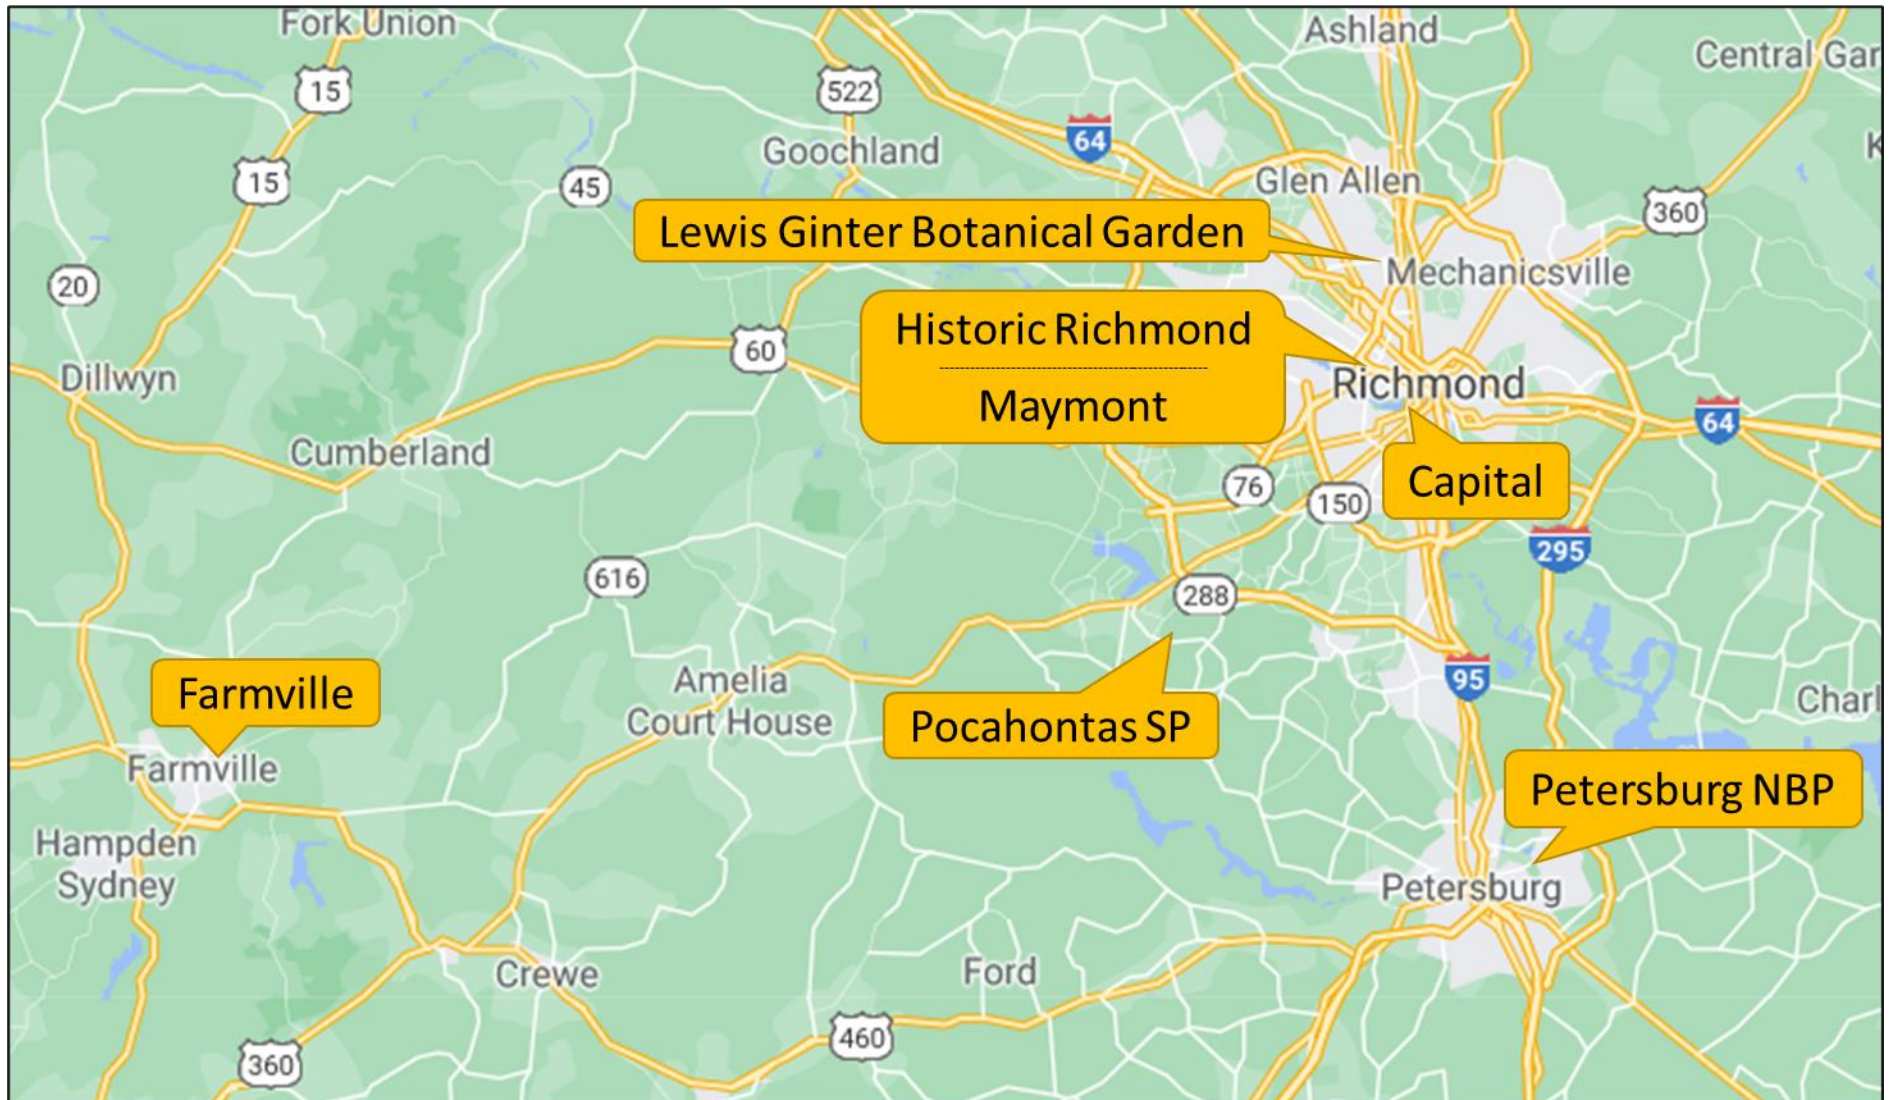 Fork Union
Ashland
Central Gar
15
522
64
Goochland
K
15
45
Glen Allen
360
Lewis Ginter Botanical Garden
20
Mechanicsville
Historic Richmond
Maymont
60
Dillwyn
Richmond
64
Cumberland
76
150
Capital
295
616
288
Farmville
Amelia
Court House
95
Charl
Pocahontas SP
Farmville
Petersburg NBP
Hampden
Sydney
Petersburg
Crewe
Ford
460
360